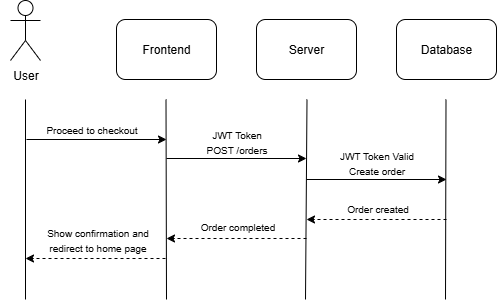 User
Frontend
Server
Database
Proceed to checkout
JWT Token
POST /orders
JWT Token Valid
Create order
Order created
Order completed
Show confirmation and
redirect to home page